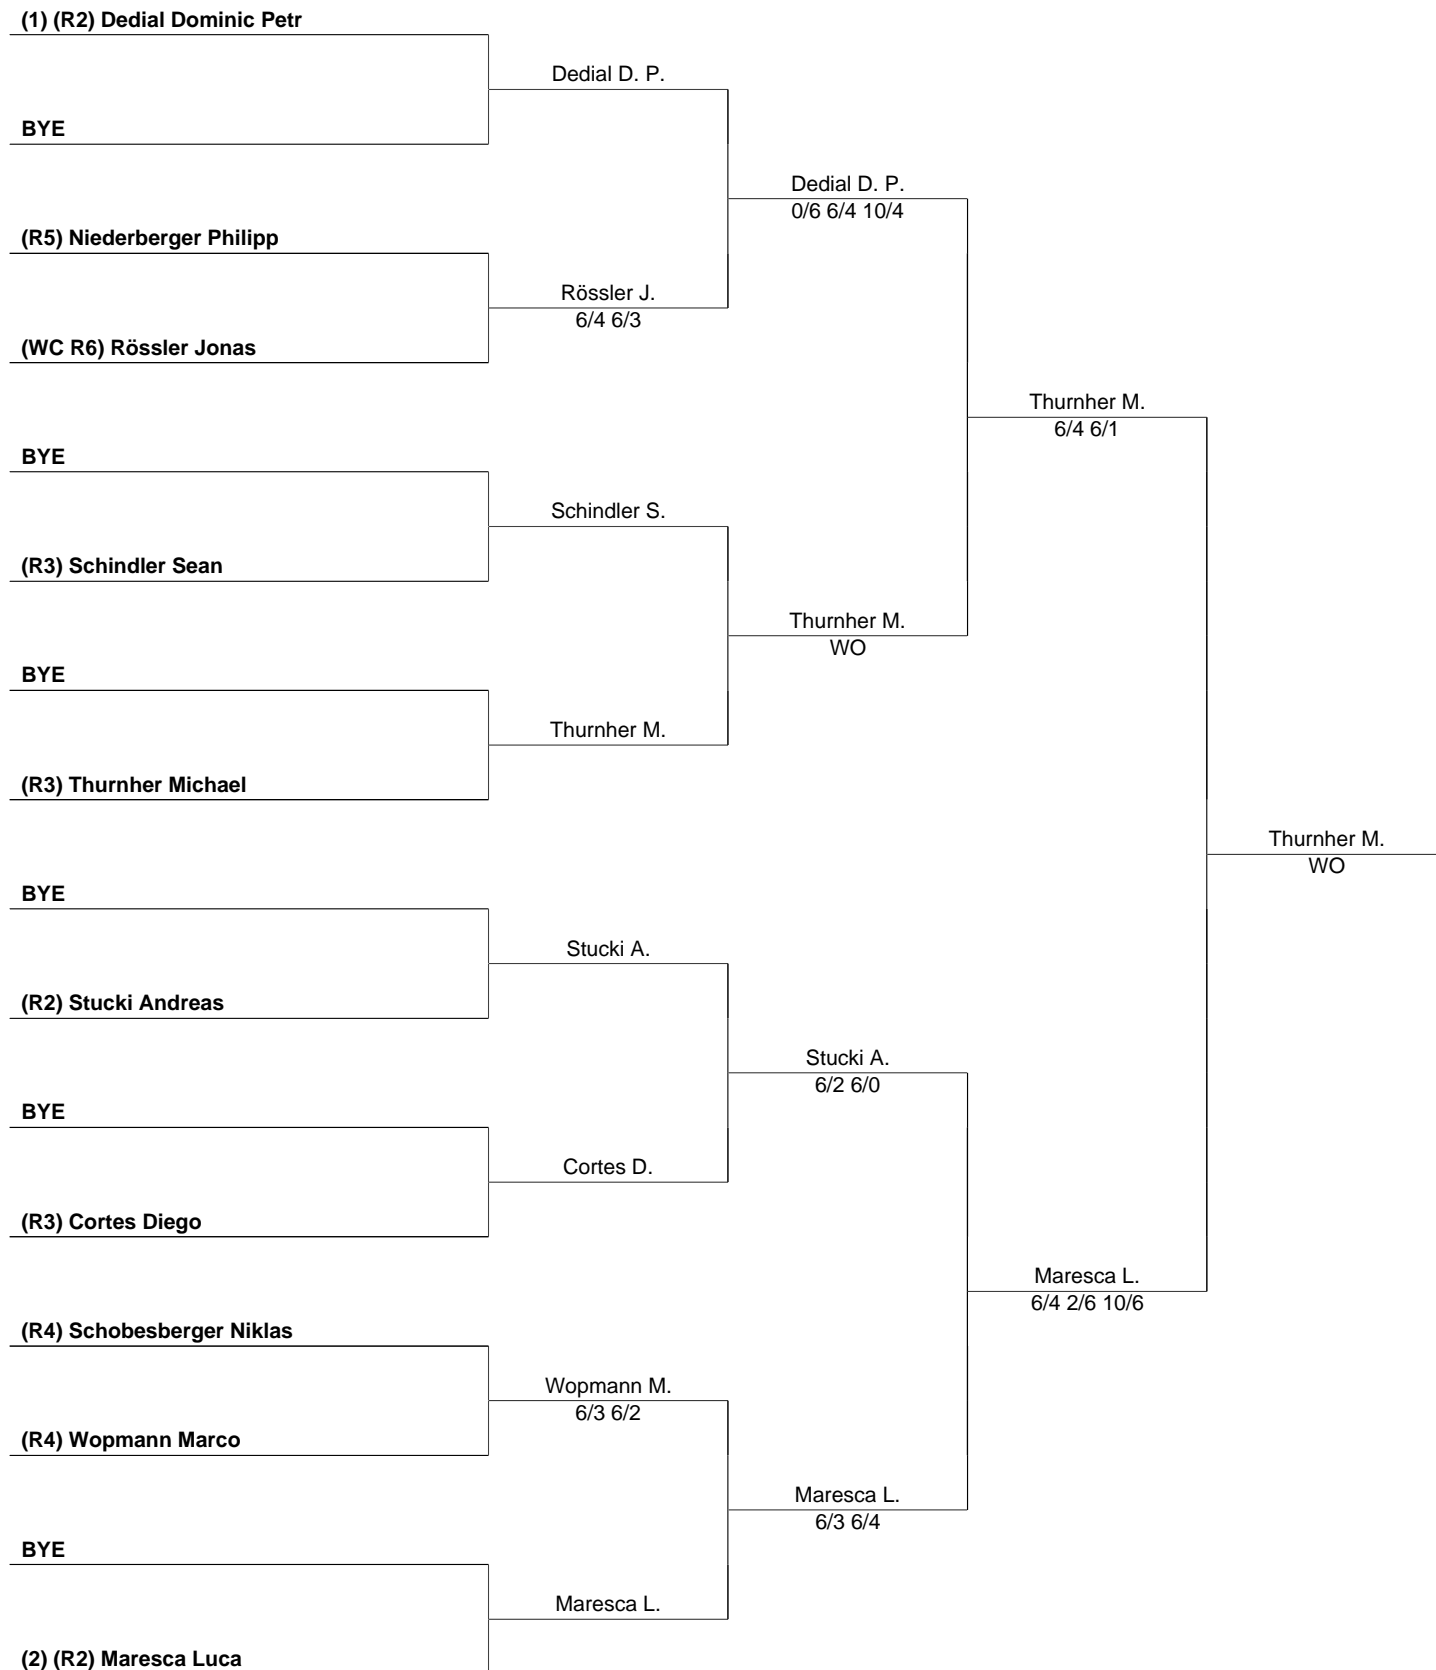 (1) (R2) Dedial Dominic Petr
Dedial D. P.
BYE
Dedial D. P.
0/6 6/4 10/4
(R5) Niederberger Philipp
Rössler J.
6/4 6/3
(WC R6) Rössler Jonas
Thurnher M.
6/4 6/1
BYE
Schindler S.
(R3) Schindler Sean
Thurnher M.
WO
BYE
Thurnher M.
(R3) Thurnher Michael
Thurnher M.
WO
BYE
Stucki A.
(R2) Stucki Andreas
Stucki A.
6/2 6/0
BYE
Cortes D.
(R3) Cortes Diego
Maresca L.
6/4 2/6 10/6
(R4) Schobesberger Niklas
Wopmann M.
6/3 6/2
(R4) Wopmann Marco
Maresca L.
6/3 6/4
BYE
Maresca L.
(2) (R2) Maresca Luca